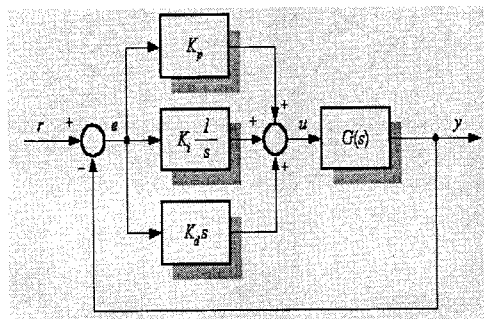 K_p
+
r + e K_i 1/s + u G(s) y
−
+
K_d s